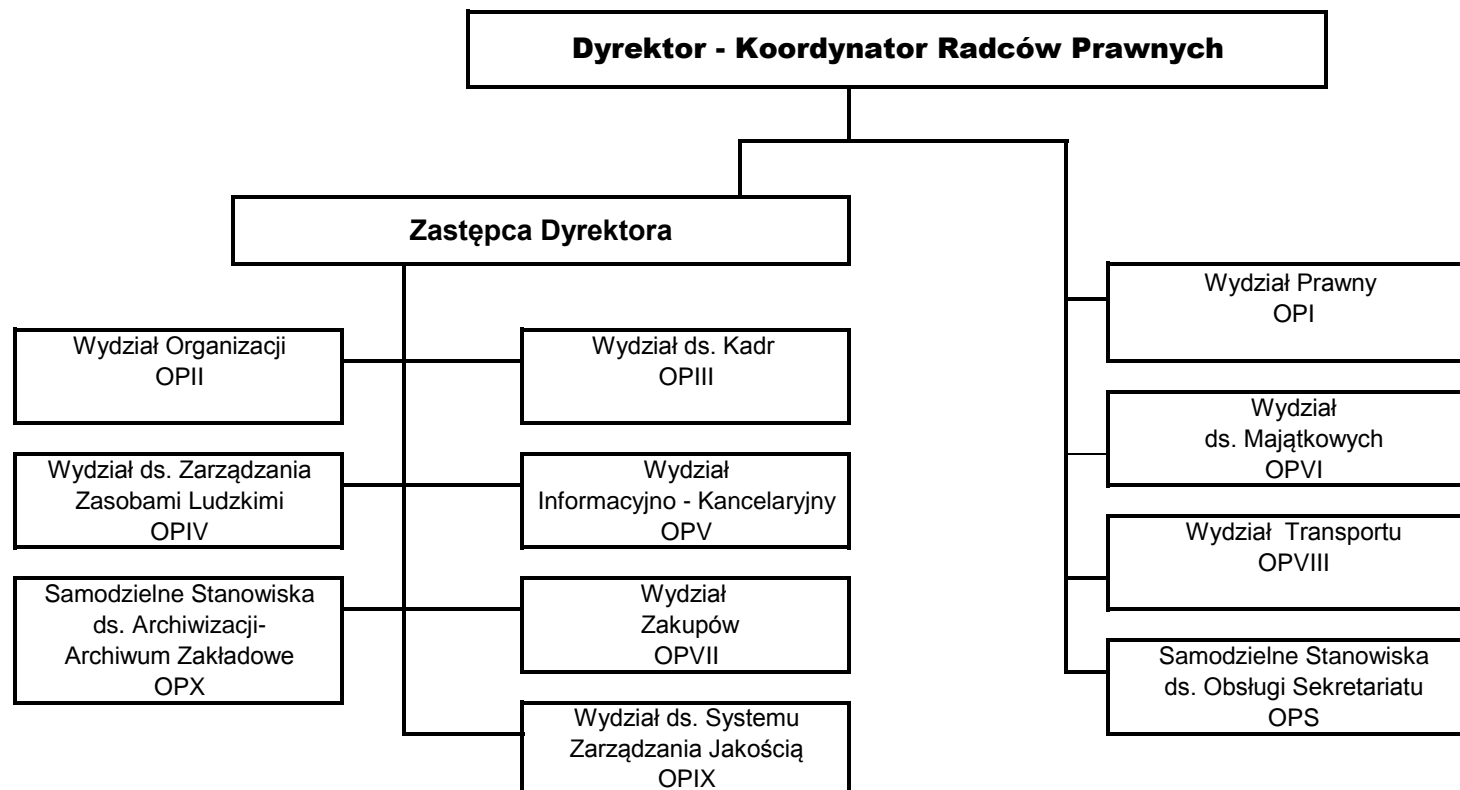 Dyrektor - Koordynator Radców Prawnych
Zastępca Dyrektora
Wydział Organizacji
OPII
Wydział ds. Kadr
OPIII
Wydział ds. Zarządzania
Zasobami Ludzkimi
OPIV
Wydział
Informacyjno - Kancelaryjny
OPV
Samodzielne Stanowiska
ds. Archiwizacji-
Archiwum Zakładowe
OPX
Wydział
Zakupów
OPVII
Wydział ds. Systemu
Zarządzania Jakością
OPIX
Wydział Prawny
OPI
Wydział
ds. Majątkowych
OPVI
Wydział Transportu
OPVIII
Samodzielne Stanowiska
ds. Obsługi Sekretariatu
OPS